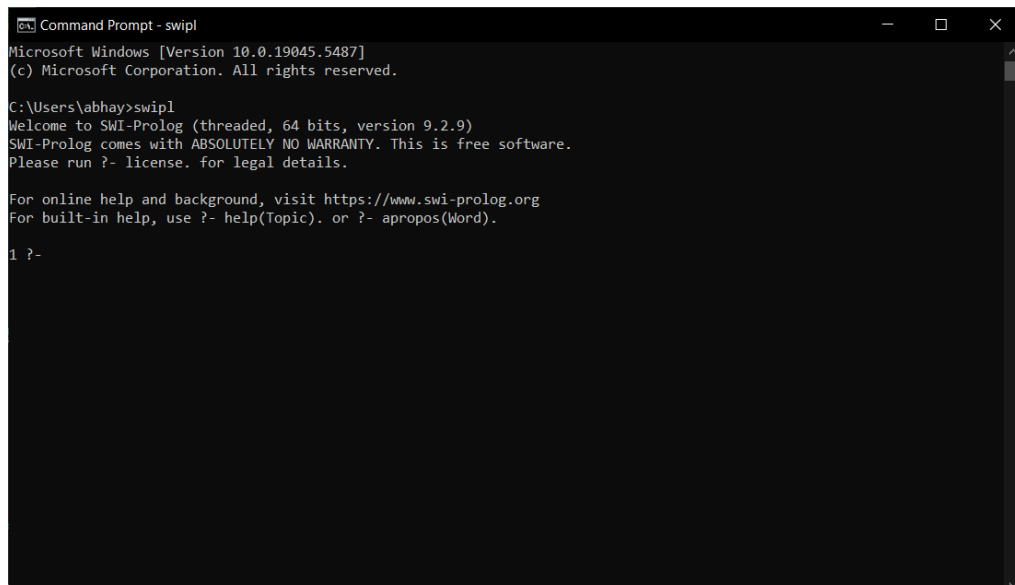 Command Prompt - swipl
Microsoft Windows [Version 10.0.19045.5487]
(c) Microsoft Corporation. All rights reserved.
C:\Users\abhay>swipl
Welcome to SWI-Prolog (threaded, 64 bits, version 9.2.9)
SWI-Prolog comes with ABSOLUTELY NO WARRANTY. This is free software.
Please run ?- license. for legal details.
For online help and background, visit https://www.swi-prolog.org
For built-in help, use ?- help(Topic). or ?- apropos(Word).
1 ?-